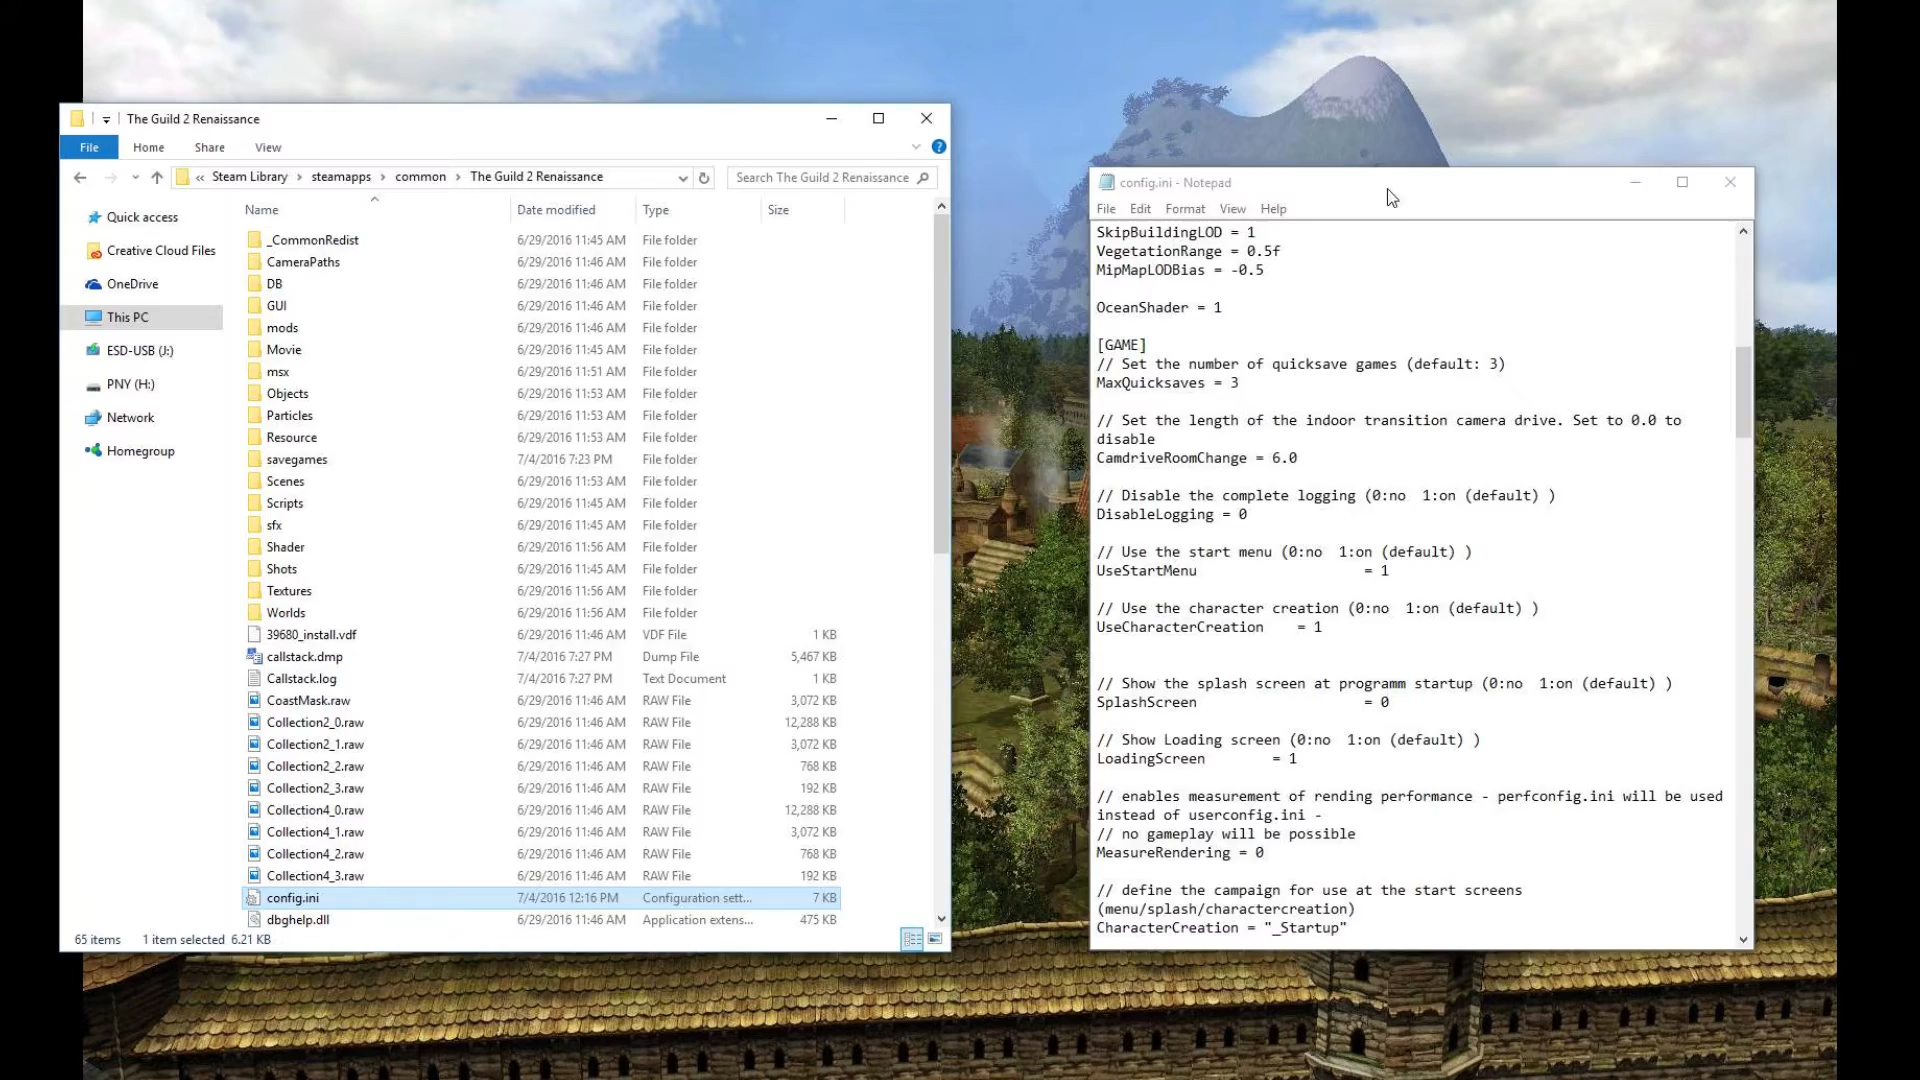 The Guild 2 Renaissance
File Home Share View
« Steam Library > steamapps > common > The Guild 2 Renaissance
Search The Guild 2 Renaissance
Quick access
Creative Cloud Files
OneDrive
This PC
ESD-USB (J:)
PNY (H:)
Network
Homegroup
Name Date modified Type Size
_CommonRedist 6/29/2016 11:45 AM File folder
CameraPaths 6/29/2016 11:46 AM File folder
DB 6/29/2016 11:46 AM File folder
GUI 6/29/2016 11:46 AM File folder
mods 6/29/2016 11:46 AM File folder
Movie 6/29/2016 11:45 AM File folder
msx 6/29/2016 11:51 AM File folder
Objects 6/29/2016 11:53 AM File folder
Particles 6/29/2016 11:53 AM File folder
Resource 6/29/2016 11:53 AM File folder
savegames 7/4/2016 7:23 PM File folder
Scenes 6/29/2016 11:53 AM File folder
Scripts 6/29/2016 11:45 AM File folder
sfx 6/29/2016 11:45 AM File folder
Shader 6/29/2016 11:56 AM File folder
Shots 6/29/2016 11:45 AM File folder
Textures 6/29/2016 11:56 AM File folder
Worlds 6/29/2016 11:56 AM File folder
39680_install.vdf 6/29/2016 11:46 AM VDF File 1 KB
callstack.dmp 7/4/2016 7:27 PM Dump File 5,467 KB
Callstack.log 7/4/2016 7:27 PM Text Document 1 KB
CoastMask.raw 6/29/2016 11:46 AM RAW File 3,072 KB
Collection2_0.raw 6/29/2016 11:46 AM RAW File 12,288 KB
Collection2_1.raw 6/29/2016 11:46 AM RAW File 3,072 KB
Collection2_2.raw 6/29/2016 11:46 AM RAW File 768 KB
Collection2_3.raw 6/29/2016 11:46 AM RAW File 192 KB
Collection4_0.raw 6/29/2016 11:46 AM RAW File 12,288 KB
Collection4_1.raw 6/29/2016 11:46 AM RAW File 3,072 KB
Collection4_2.raw 6/29/2016 11:46 AM RAW File 768 KB
Collection4_3.raw 6/29/2016 11:46 AM RAW File 192 KB
config.ini 7/4/2016 12:16 PM Configuration sett... 7 KB
dbghelp.dll 6/29/2016 11:46 AM Application extens... 475 KB
65 items 1 item selected 6.21 KB
config.ini - Notepad
File Edit Format View Help
SkipBuildingLOD = 1
VegetationRange = 0.5f
MipMapLODBias = -0.5
OceanShader = 1
[GAME]
// Set the number of quicksave games (default: 3)
MaxQuicksaves = 3
// Set the length of the indoor transition camera drive. Set to 0.0 to
disable
CamdriveRoomChange = 6.0
// Disable the complete logging (0:no 1:on (default) )
DisableLogging = 0
// Use the start menu (0:no 1:on (default) )
UseStartMenu = 1
// Use the character creation (0:no 1:on (default) )
UseCharacterCreation = 1
// Show the splash screen at programm startup (0:no 1:on (default) )
SplashScreen = 0
// Show Loading screen (0:no 1:on (default) )
LoadingScreen = 1
// enables measurement of rending performance - perfconfig.ini will be used
instead of userconfig.ini -
// no gameplay will be possible
MeasureRendering = 0
// define the campaign for use at the start screens
(menu/splash/charactercreation)
CharacterCreation = "_Startup"